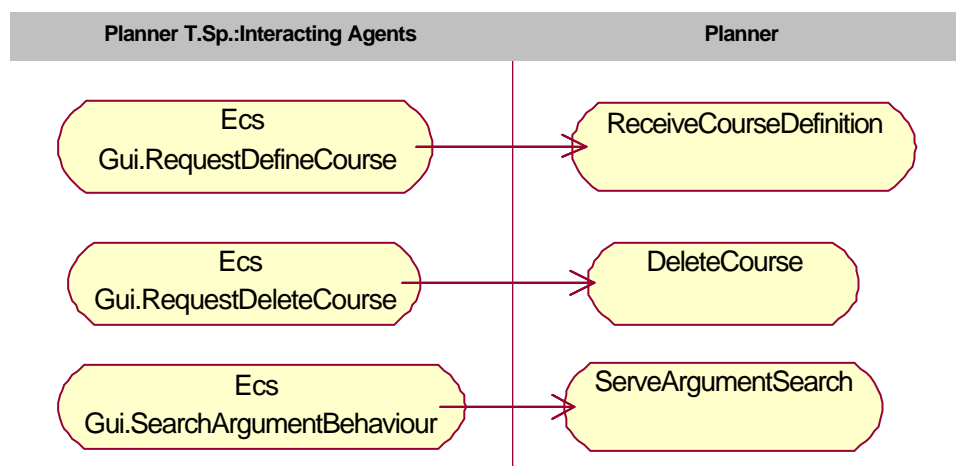 Planner T.Sp.:Interacting Agents
Planner
Ecs
Gui.RequestDefineCourse
ReceiveCourseDefinition
Ecs
Gui.RequestDeleteCourse
DeleteCourse
Ecs
Gui.SearchArgumentBehaviour
ServeArgumentSearch